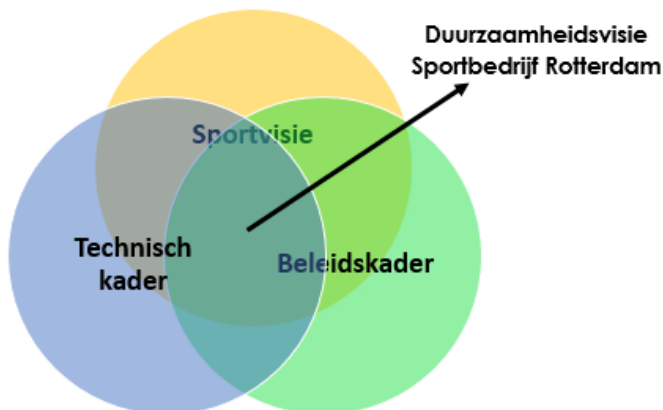 Duurzaamheidsvisie
Sportbedrijf Rotterdam
Sportvisie
Technisch
kader
Beleidskader